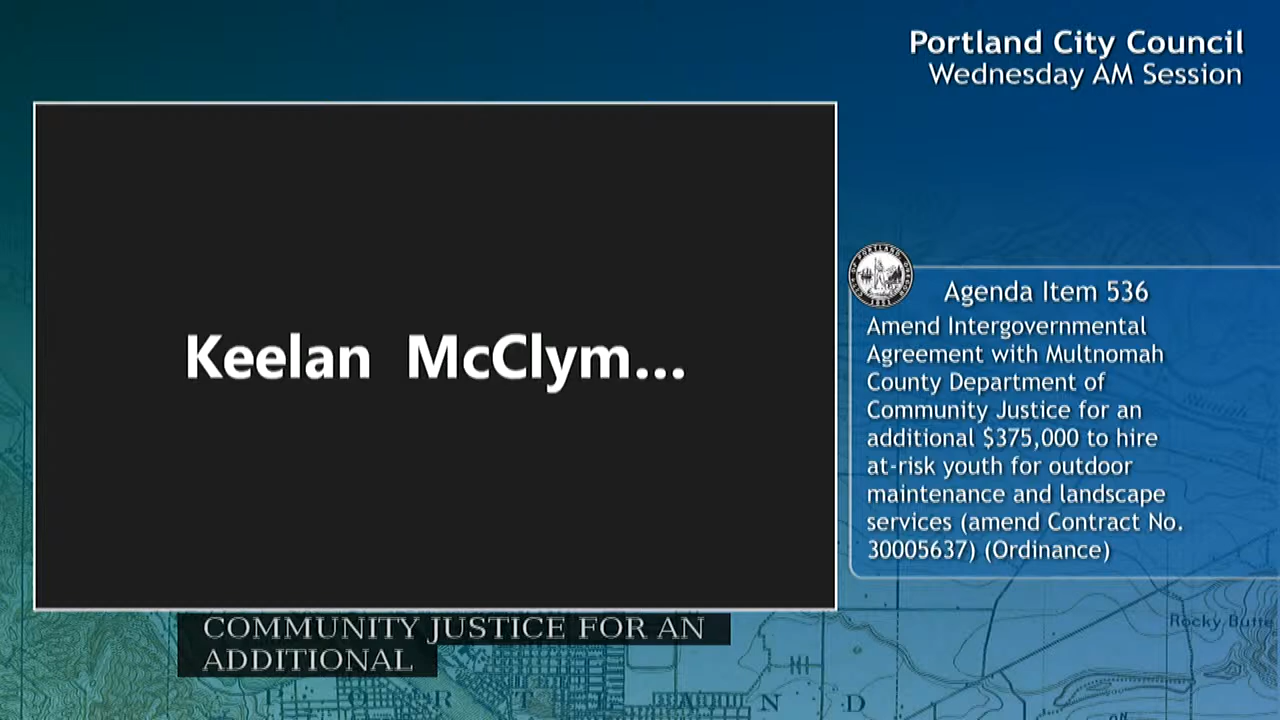 Portland City Council
Wednesday AM Session
Keelan McClym...
Agenda Item 536
Amend Intergovernmental
Agreement with Multnomah
County Department of
Community Justice for an
additional $375,000 to hire
at-risk youth for outdoor
maintenance and landscape
services (amend Contract No.
30005637) (Ordinance)
COMMUNITY JUSTICE FOR AN
ADDITIONAL
Rocky Butte
P O R T L A N D